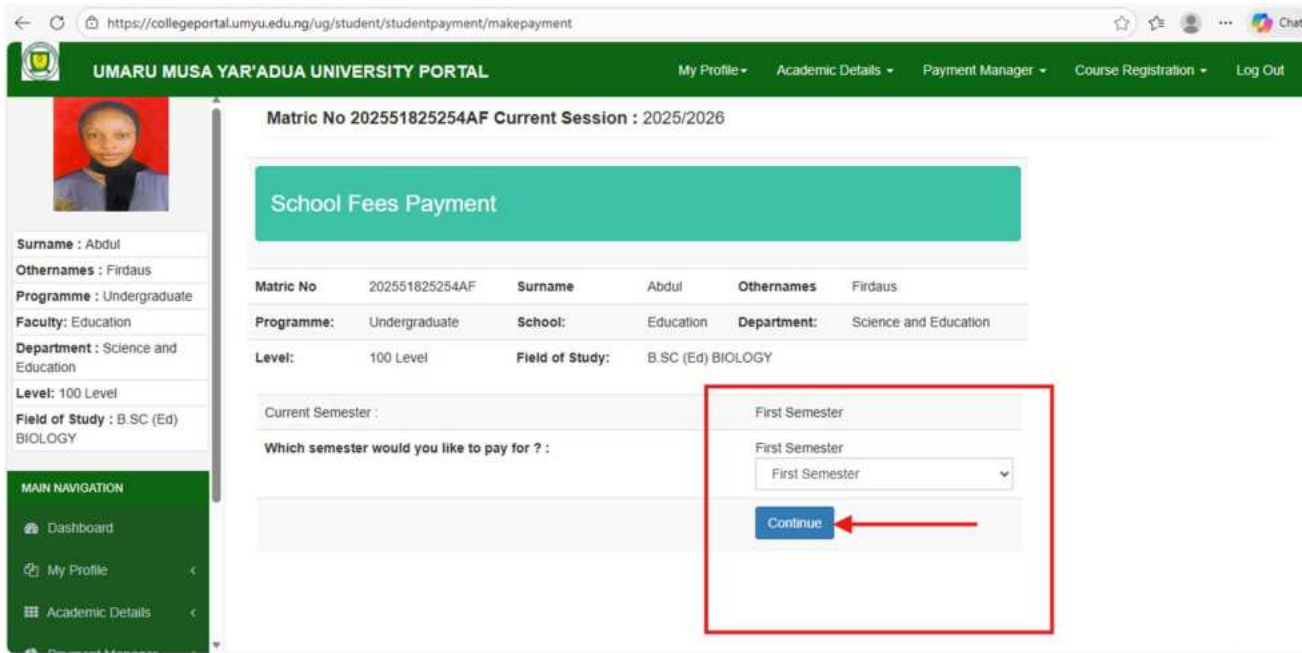 https://collegeportal.umyu.edu.ng/ug/student/studentpayment/makepayment
Chat
UMARU MUSA YAR'ADUA UNIVERSITY PORTAL
My Profile
Academic Details
Payment Manager
Course Registration
Log Out
Matric No 202551825254AF Current Session : 2025/2026
School Fees Payment
Surname : Abdul
Othernames : Firdaus
Programme : Undergraduate
Faculty: Education
Department : Science and
Education
Level: 100 Level
Field of Study : B.SC (Ed)
BIOLOGY
Matric No 202551825254AF Surname Abdul Othernames Firdaus
Programme: Undergraduate School: Education Department: Science and Education
Level: 100 Level Field of Study: B.SC (Ed) BIOLOGY
Current Semester : First Semester
Which semester would you like to pay for ? : First Semester
First Semester
Continue
MAIN NAVIGATION
Dashboard
My Profile
Academic Details
Payment Manager